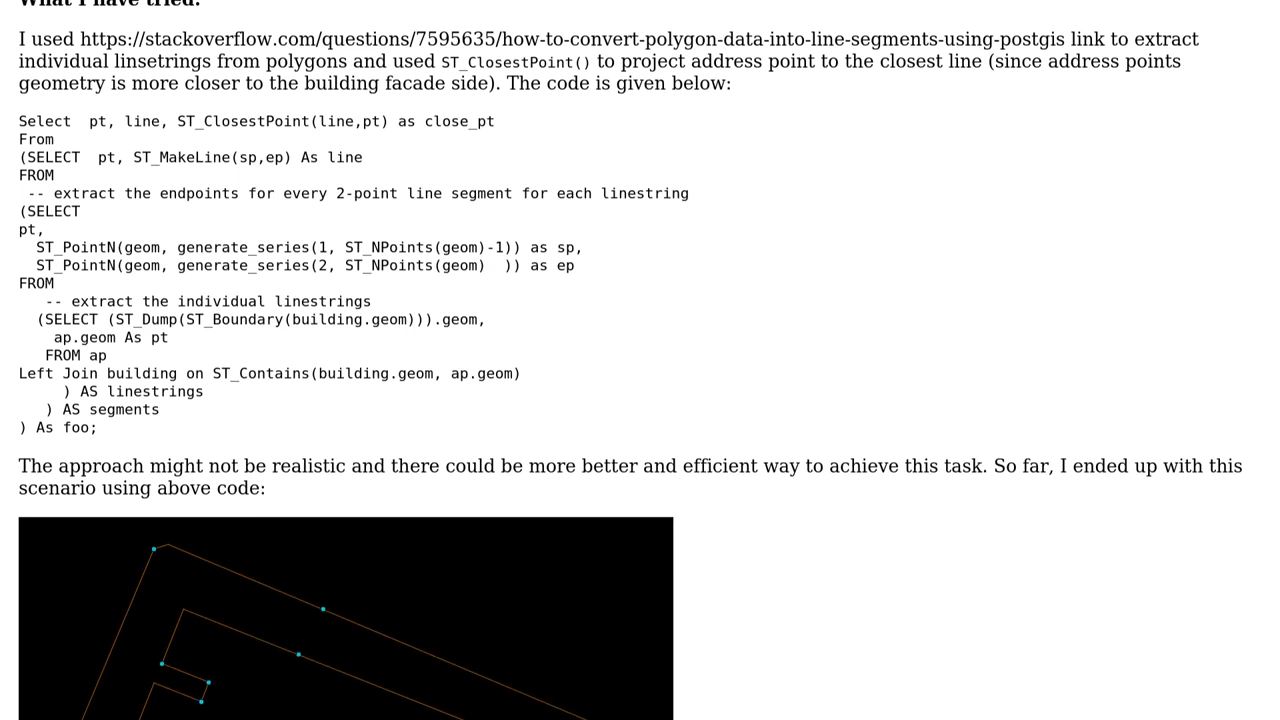 What I have tried:
I used https://stackoverflow.com/questions/7595635/how-to-convert-polygon-data-into-line-segments-using-postgis link to extract
individual linsetrings from polygons and used ST_ClosestPoint() to project address point to the closest line (since address points
geometry is more closer to the building facade side). The code is given below:
Select  pt, line, ST_ClosestPoint(line,pt) as close_pt
From
(SELECT  pt, ST_MakeLine(sp,ep) As line
FROM
 -- extract the endpoints for every 2-point line segment for each linestring
(SELECT
pt,
  ST_PointN(geom, generate_series(1, ST_NPoints(geom)-1)) as sp,
  ST_PointN(geom, generate_series(2, ST_NPoints(geom)  )) as ep
FROM
   -- extract the individual linestrings
  (SELECT (ST_Dump(ST_Boundary(building.geom))).geom,
    ap.geom As pt
   FROM ap
Left Join building on ST_Contains(building.geom, ap.geom)
     ) AS linestrings
   ) AS segments
) As foo;
The approach might not be realistic and there could be more better and efficient way to achieve this task. So far, I ended up with this
scenario using above code: